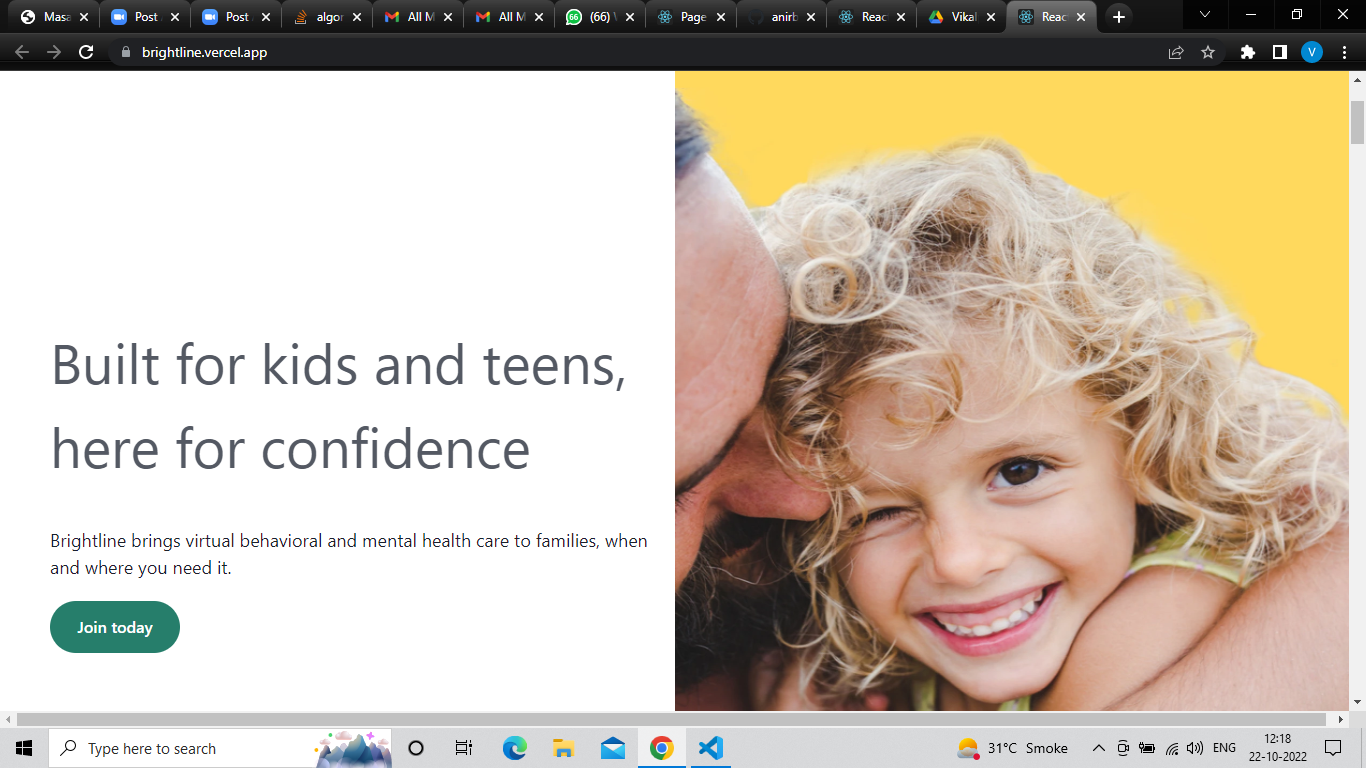 Masa
Post
Post
algor
All M
All M
(66)
Page
anirb
Reac
Vikal
Reac
brightline.vercel.app
V
Built for kids and teens,
here for confidence
Brightline brings virtual behavioral and mental health care to families, when
and where you need it.
Join today
Type here to search
31°C Smoke
ENG
12:18
22-10-2022